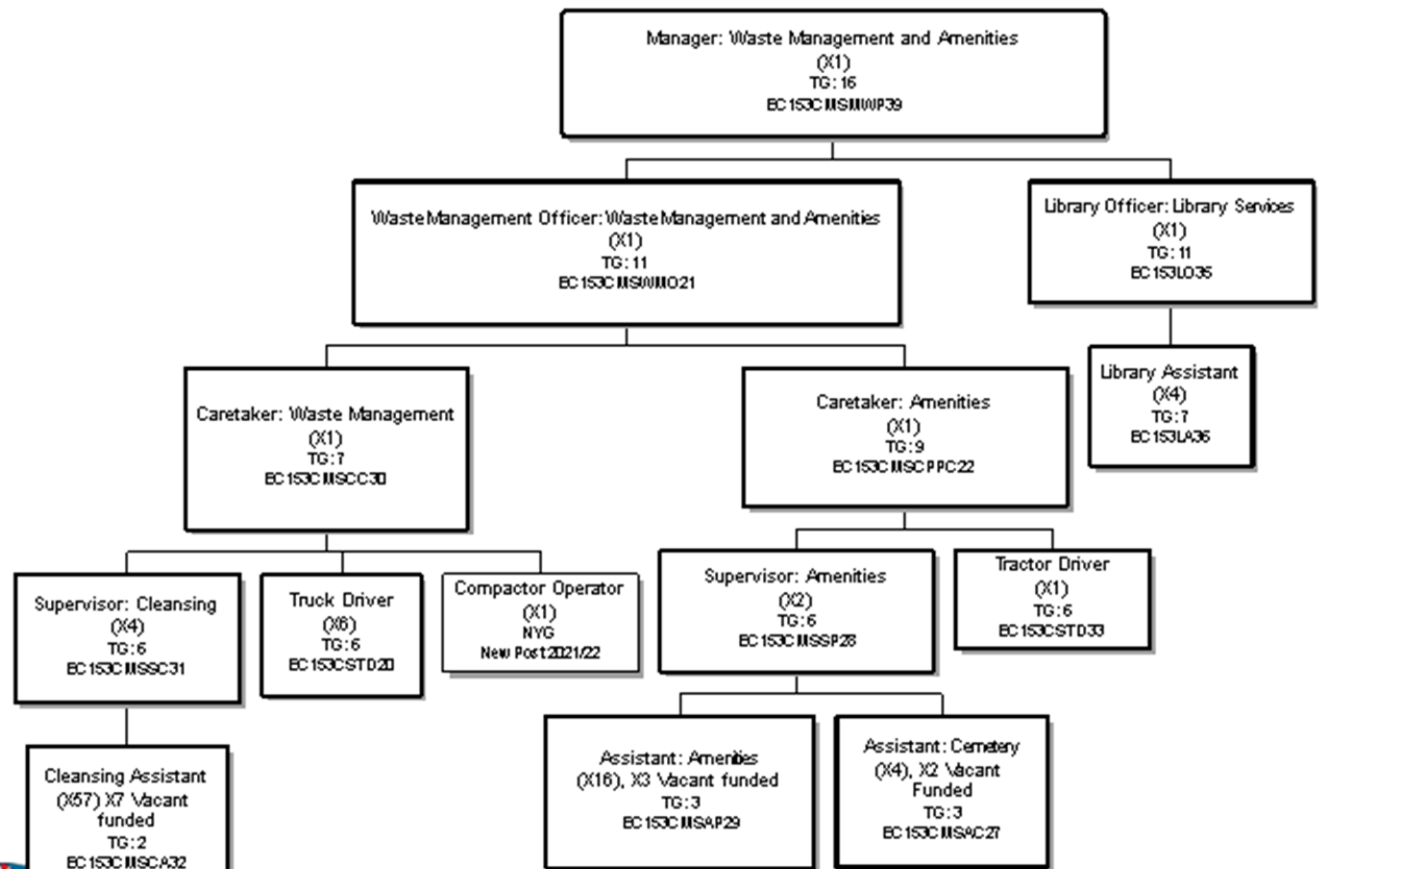 Manager: Waste Management and Amenities
(X1)
TG: 16
EC153CMSMWP39
Waste Management Officer: Waste Management and Amenities
(X1)
TG: 11
EC153CMSWMO21
Library Officer: Library Services
(X1)
TG: 11
EC153LO35
Caretaker: Waste Management
(X1)
TG: 7
EC153CMSCC30
Caretaker: Amenities
(X1)
TG: 9
EC153CMSCPPC22
Library Assistant
(X4)
TG: 7
EC153LA36
Supervisor: Cleansing
(X4)
TG: 6
EC153CMSSC31
Truck Driver
(X6)
TG: 6
EC153CSTD20
Compactor Operator
(X1)
NYG
New Post 2021/22
Supervisor: Amenities
(X2)
TG: 6
EC153CMSSP28
Tractor Driver
(X1)
TG: 6
EC153CSTD33
Cleansing Assistant
(X57) X7 Vacant
funded
TG: 2
EC153CMSCA32
Assistant: Amenities
(X16), X3 Vacant funded
TG: 3
EC153CMSAP29
Assistant: Cemetery
(X4), X2 Vacant
Funded
TG: 3
EC153CMSAC27